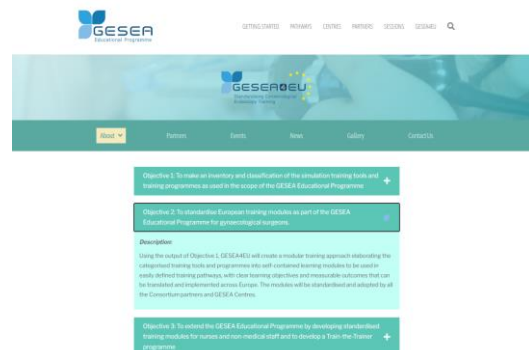 GESEA
Educational Programme
GETTING STARTED PATHWAYS CENTRES PARTNERS SESSIONS GESEA4EU
GESEA4EU
Standardising Gynaecological
Endoscopy Training
About Partners Events News Gallery Contact Us
Objective 1: To make an inventory and classification of the simulation training tools and
training programmes as used in the scope of the GESEA Educational Programme
Objective 2: To standardise European training modules as part of the GESEA
Educational Programme for gynaecological surgeons.
Description:
Using the output of Objective 1, GESEA4EU will create a modular training approach elaborating the
categorised training tools and programmes into self-contained learning modules to be used in
easily defined training pathways, with clear learning objectives and measurable outcomes that can
be translated and implemented across Europe. The modules will be standardised and adopted by all
the Consortium partners and GESEA Centres.
Objective 3: To extend the GESEA Educational Programme by developing standardised
training modules for nurses and non-medical staff and to develop a Train-the-Trainer
programme